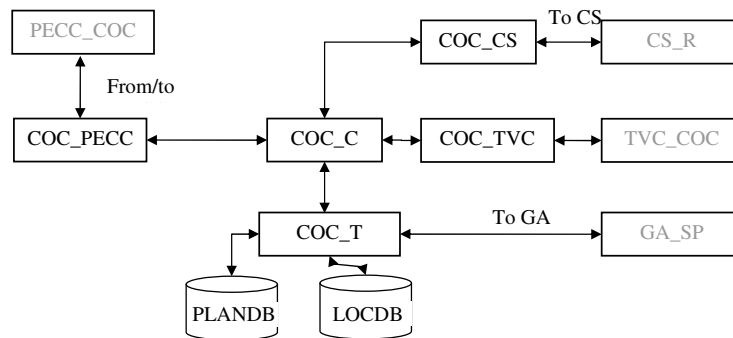 To CS
PECC_COC
COC_CS
CS_R
From/to
COC_PECC
COC_C
COC_TVC
TVC_COC
To GA
COC_T
GA_SP
PLANDB
LOCDB